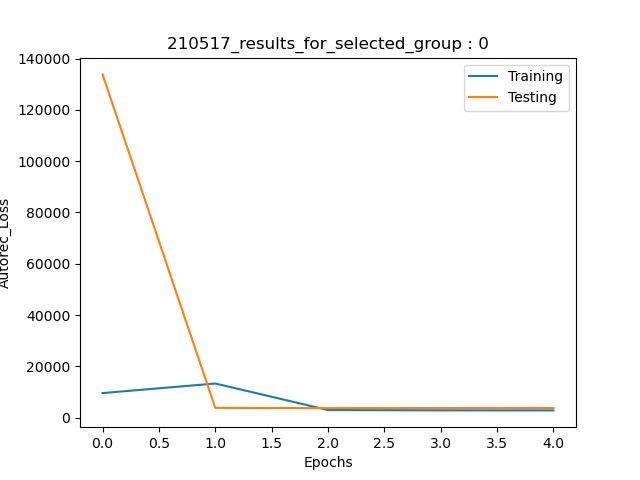 210517_results_for_selected_group : 0
140000
120000
100000
80000
60000
40000
20000
0
Autorec_Loss
Training
Testing
0.0 0.5 1.0 1.5 2.0 2.5 3.0 3.5 4.0
Epochs